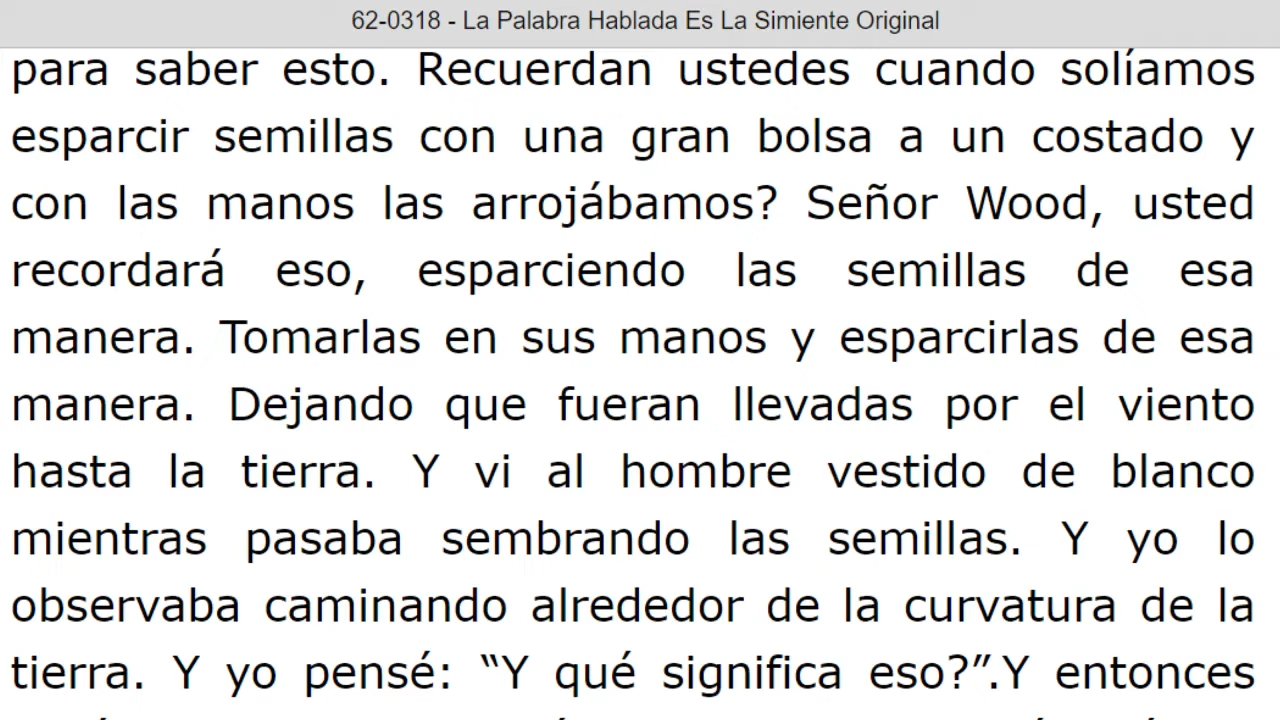 62-0318 - La Palabra Hablada Es La Simiente Original
para saber esto. Recuerdan ustedes cuando solíamos
esparcir semillas con una gran bolsa a un costado y
con las manos las arrojábamos? Señor Wood, usted
recordará eso, esparciendo las semillas de esa
manera. Tomarlas en sus manos y esparcirlas de esa
manera. Dejando que fueran llevadas por el viento
hasta la tierra. Y vi al hombre vestido de blanco
mientras pasaba sembrando las semillas. Y yo lo
observaba caminando alrededor de la curvatura de la
tierra. Y yo pensé: “Y qué significa eso?”.Y entonces